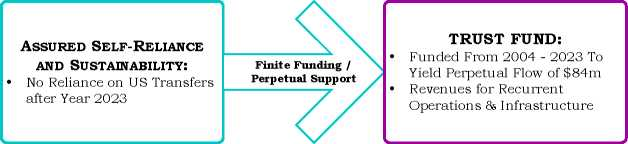 ASSURED SELF-RELIANCE
AND SUSTAINABILITY:
• No Reliance on US Transfers
after Year 2023
Finite Funding /
Perpetual Support
TRUST FUND:
• Funded From 2004 - 2023 To
Yield Perpetual Flow of $84m
• Revenues for Recurrent
Operations & Infrastructure